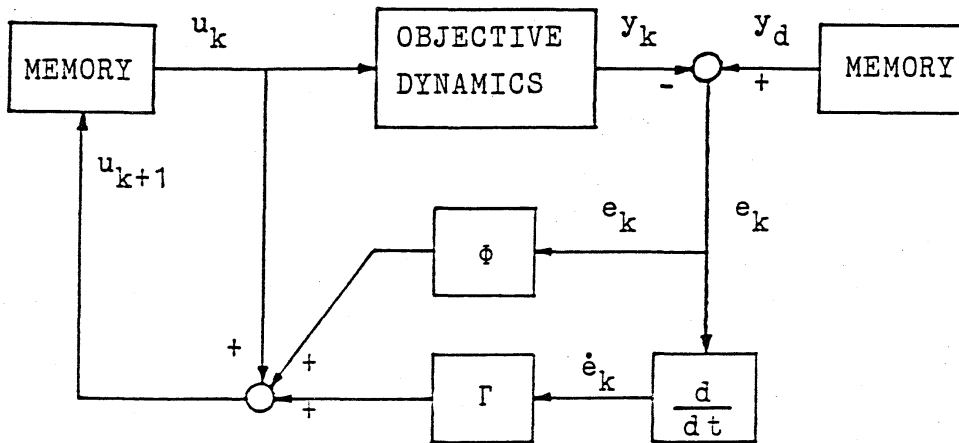 u_k
OBJECTIVE
DYNAMICS
y_k
y_d
MEMORY
MEMORY
-
+
u_{k+1}
e_k
e_k
Φ
+
+
+
Γ
ė_k
d
dt